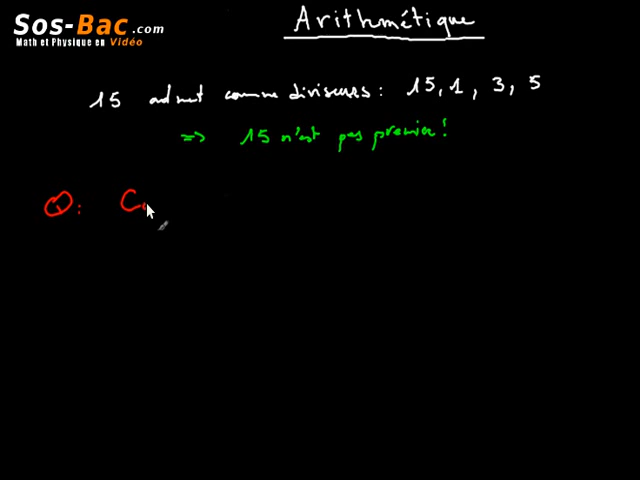 Sos-Bac.com
Math et Physique en Vidéo
Arithmétique
15 admet comme diviseurs : 15, 1, 3, 5
=> 15 n'est pas premier !
Q :